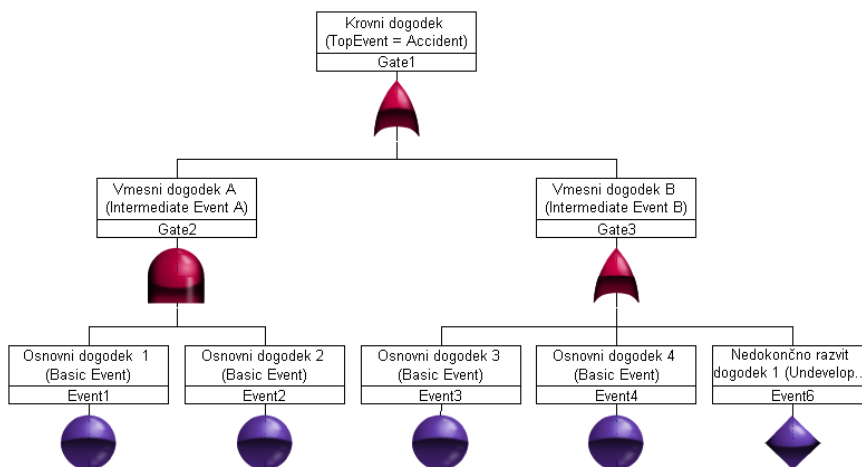 Krovni dogodek
(TopEvent = Accident)
Gate1
Vmesni dogodek A
(Intermediate Event A)
Gate2
Vmesni dogodek B
(Intermediate Event B)
Gate3
Osnovni dogodek 1
(Basic Event)
Event1
Osnovni dogodek 2
(Basic Event)
Event2
Osnovni dogodek 3
(Basic Event)
Event3
Osnovni dogodek 4
(Basic Event)
Event4
Nedokončno razvit
dogodek 1 (Undevelop...
Event6